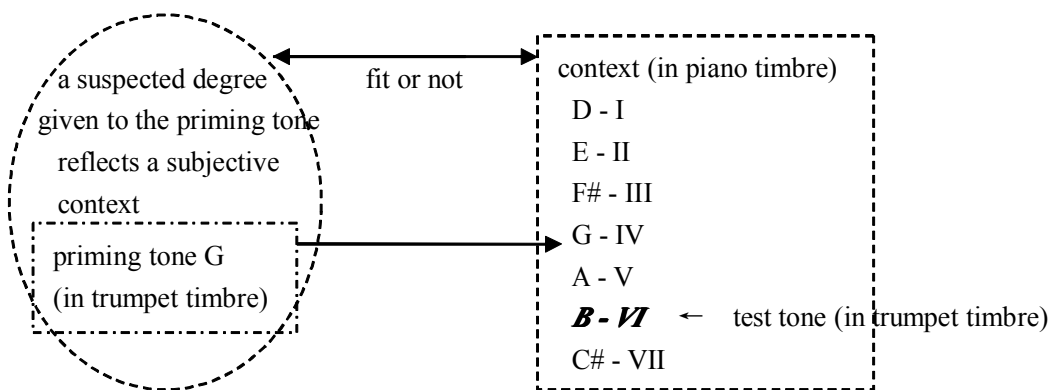 a suspected degree
given to the priming tone
reflects a subjective
context
priming tone G
(in trumpet timbre)
fit or not
context (in piano timbre)
D - I
E - II
F# - III
G - IV
A - V
B - VI ← test tone (in trumpet timbre)
C# - VII